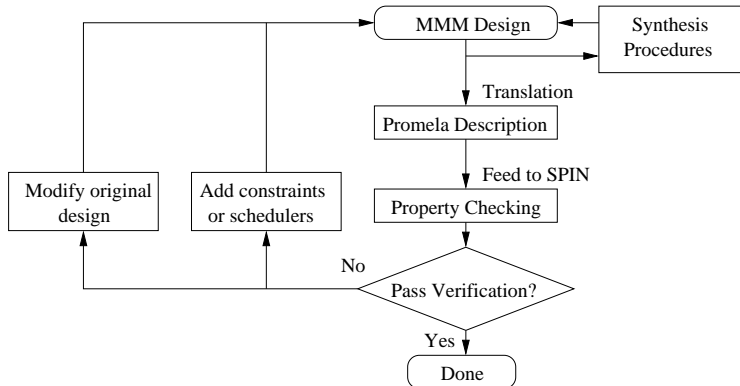 MMM Design
Synthesis
Procedures
Translation
Promela Description
Feed to SPIN
Modify original
design
Add constraints
or schedulers
Property Checking
No
Pass Verification?
Yes
Done